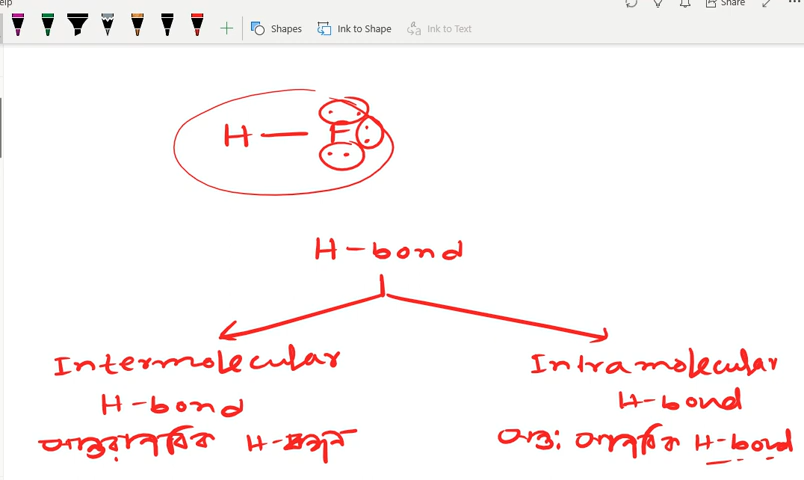 elp
Share
Shapes
Ink to Shape
Ink to Text
H — F
H-bond
Intermolecular
H-bond
আন্তঃআণবিক H-বন্ধন
Intramolecular
H-bond
অন্তঃ আণবিক H-bond